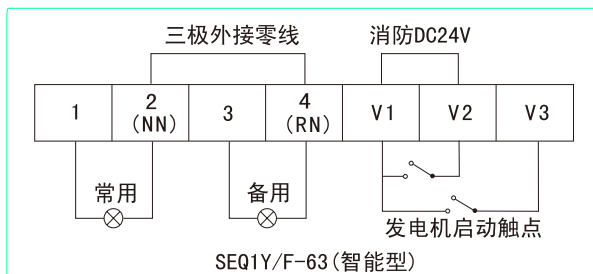 三极外接零线 消防DC24V
1 2 3 4 V1 V2 V3
(NN) (RN)
常用 备用
发电机启动触点
SEQ1Y/F-63(智能型)